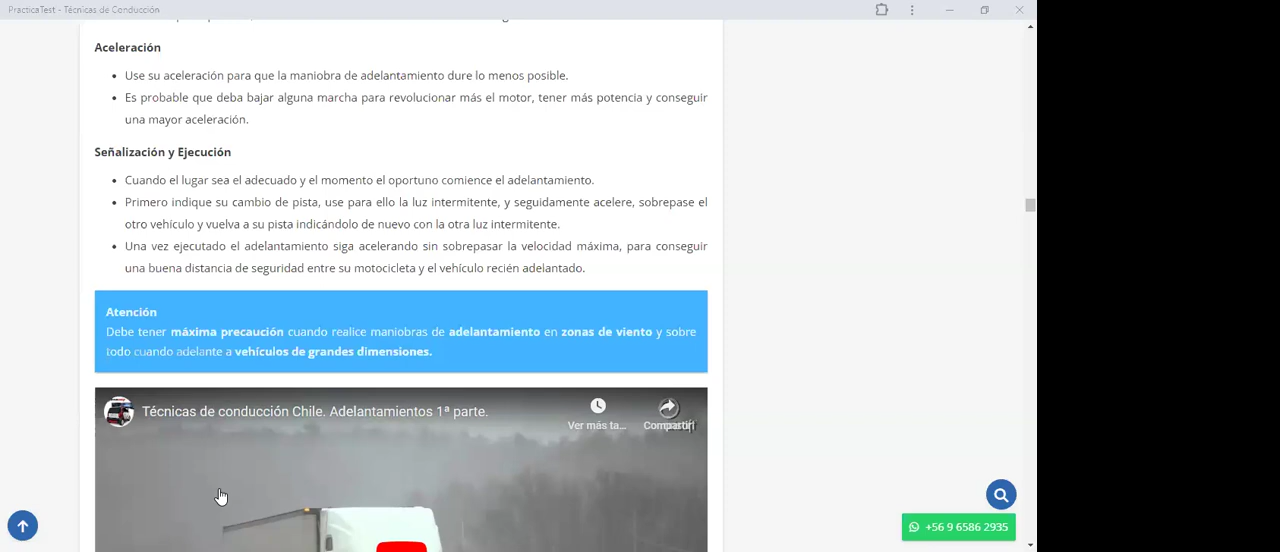 PracticaTest - Técnicas de Conducción
Aceleración
• Use su aceleración para que la maniobra de adelantamiento dure lo menos posible.
• Es probable que deba bajar alguna marcha para revolucionar más el motor, tener más potencia y conseguir
una mayor aceleración.
Señalización y Ejecución
• Cuando el lugar sea el adecuado y el momento el oportuno comience el adelantamiento.
• Primero indique su cambio de pista, use para ello la luz intermitente, y seguidamente acelere, sobrepase el
otro vehículo y vuelva a su pista indicándolo de nuevo con la otra luz intermitente.
• Una vez ejecutado el adelantamiento siga acelerando sin sobrepasar la velocidad máxima, para conseguir
una buena distancia de seguridad entre su motocicleta y el vehículo recién adelantado.
Atención
Debe tener máxima precaución cuando realice maniobras de adelantamiento en zonas de viento y sobre
todo cuando adelante a vehículos de grandes dimensiones.
Técnicas de conducción Chile. Adelantamientos 1ª parte.
Ver más ta...
Compartir
+56 9 6586 2935